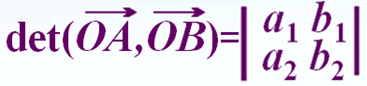 det(OA⃗,OB⃗)=| a₁ b₁ |
| a₂ b₂ |